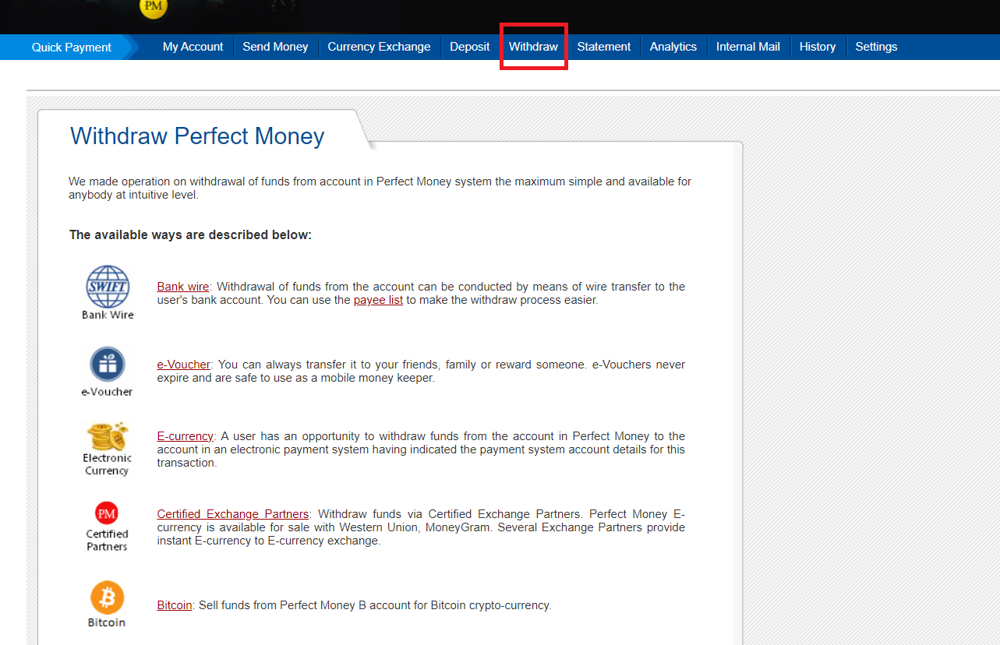 PM
Quick Payment My Account Send Money Currency Exchange Deposit Withdraw Statement Analytics Internal Mail History Settings
Withdraw Perfect Money
We made operation on withdrawal of funds from account in Perfect Money system the maximum simple and available for
anybody at intuitive level.
The available ways are described below:
SWIFT
Bank Wire
Bank wire: Withdrawal of funds from the account can be conducted by means of wire transfer to the
user's bank account. You can use the payee list to make the withdraw process easier.
e-Voucher
e-Voucher: You can always transfer it to your friends, family or reward someone. e-Vouchers never
expire and are safe to use as a mobile money keeper.
Electronic
Currency
E-currency: A user has an opportunity to withdraw funds from the account in Perfect Money to the
account in an electronic payment system having indicated the payment system account details for this
transaction.
PM
Certified
Partners
Certified Exchange Partners: Withdraw funds via Certified Exchange Partners. Perfect Money E-
currency is available for sale with Western Union, MoneyGram. Several Exchange Partners provide
instant E-currency to E-currency exchange.
Bitcoin
Bitcoin: Sell funds from Perfect Money B account for Bitcoin crypto-currency.